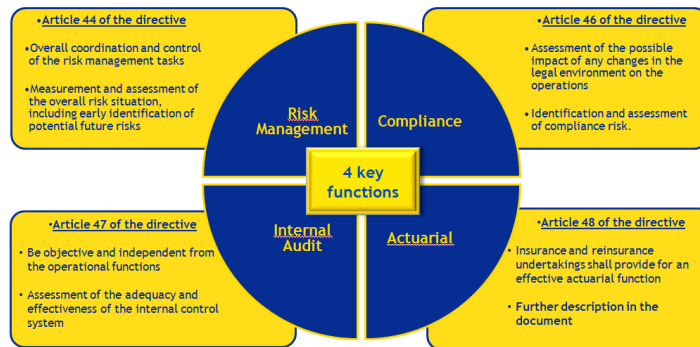 •Article 44 of the directive
•Overall coordination and control
of the risk management tasks
•Measurement and assessment of
the overall risk situation,
including early identification of
potential future risks
•Article 46 of the directive
•Assessment of the possible
impact of any changes in the
legal environment on the
operations
•Identification and assessment
of compliance risk.
Risk
Management
Compliance
4 key
functions
Internal
Audit
Actuarial
•Article 47 of the directive
• Be objective and independent from
the operational functions
• Assessment of the adequacy and
effectiveness of the internal control
system
•Article 48 of the directive
• Insurance and reinsurance
undertakings shall provide for an
effective actuarial function
• Further description in the
document